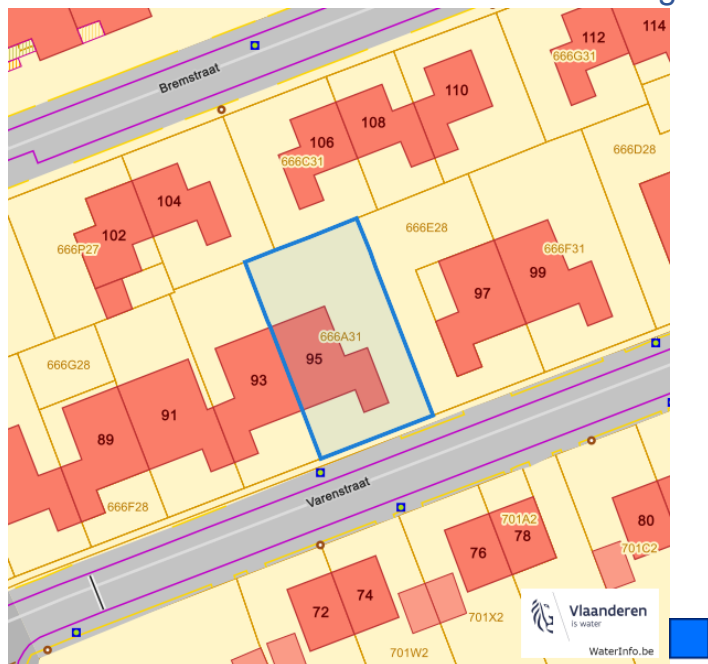 112
114
666G31
Bremstraat
110
108
106
666C31
666D28
104
102
666P27
666E28
666F31
99
97
666A31
95
93
666G28
91
89
666F28
Varenstraat
701A2
78
76
80
701C2
74
72
701X2
701W2
Vlaanderen
is water
WaterInfo.be